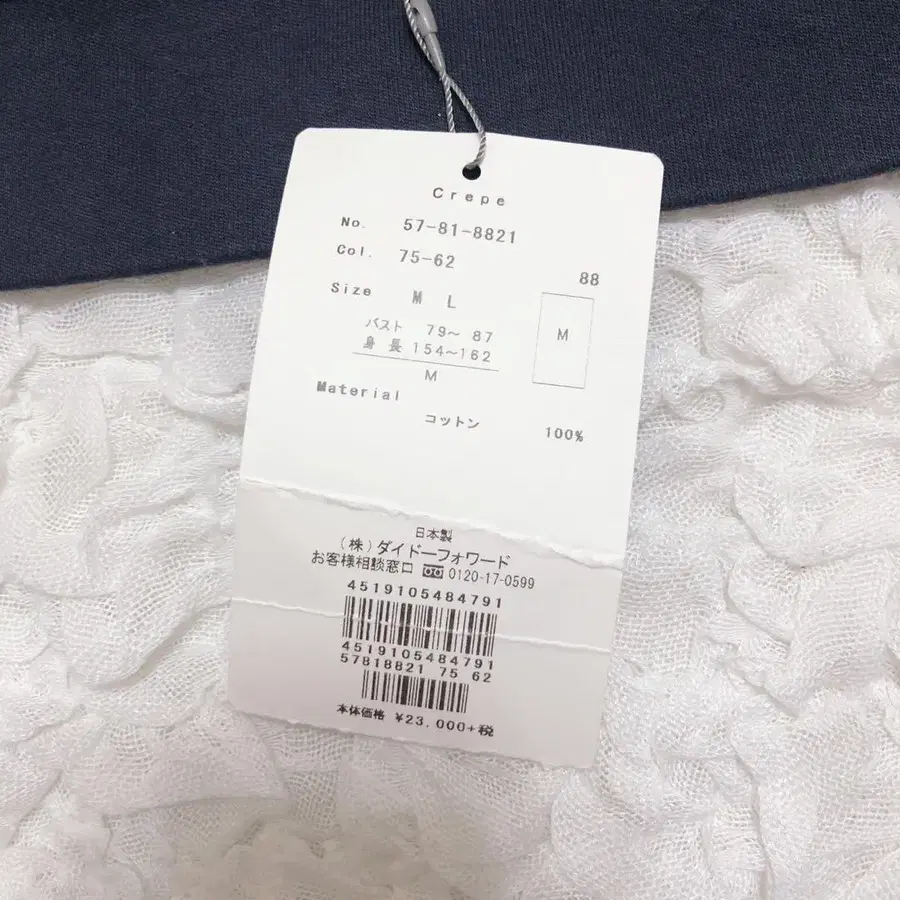 Crepe
No. 57-81-8821
Col. 75-62
88
Size M L
バスト 79～ 87
身 長 154～162
M
M
Material
コットン 100%
日本製
(株)ダイドーフォワード
お客様相談窓口 0120-17-0599
4519105484791
4519105484791
57818821 75 62
本体価格 ¥23,000+税